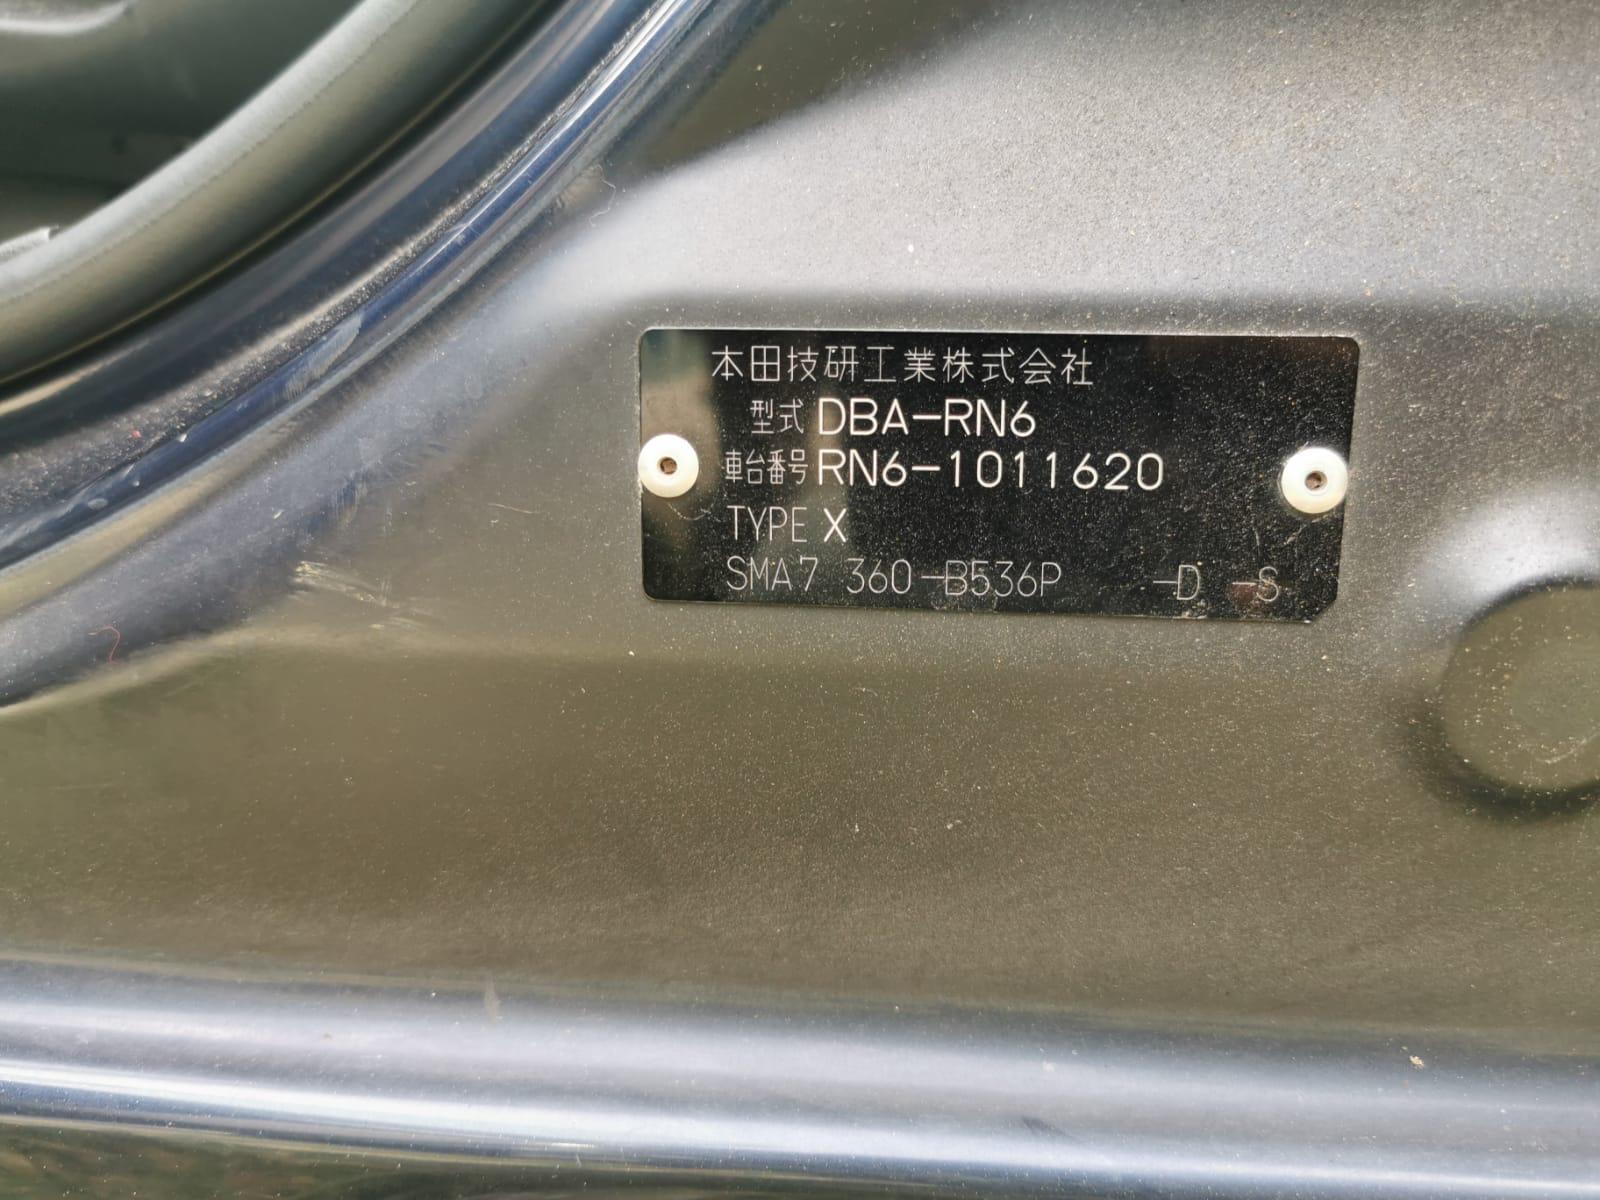 本田技研工業株式会社
型式 DBA-RN6
車台番号 RN6-1011620
TYPE X
SMA7 360-B536P -D -S